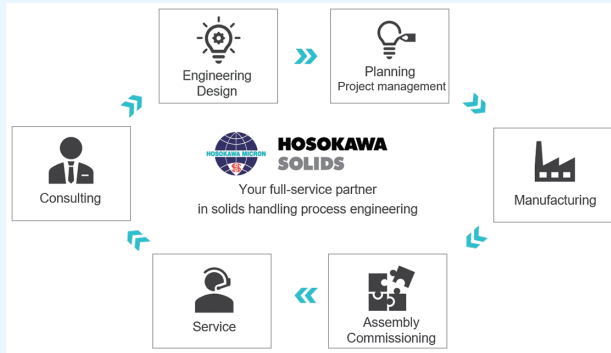 Engineering
Design
Planning
Project management
Consulting
HOSOKAWA MICRON
HOSOKAWA
SOLIDS
Your full-service partner
in solids handling process engineering
Manufacturing
Service
Assembly
Commissioning